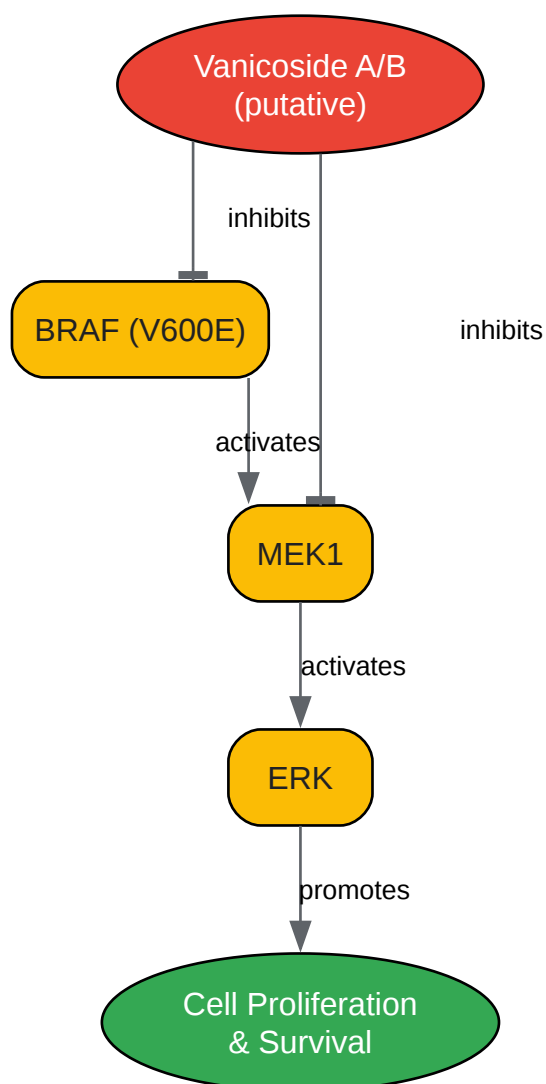 Vanicoside A/B
(putative)
inhibits
BRAF (V600E)
inhibits
activates
MEK1
activates
ERK
promotes
Cell Proliferation
& Survival